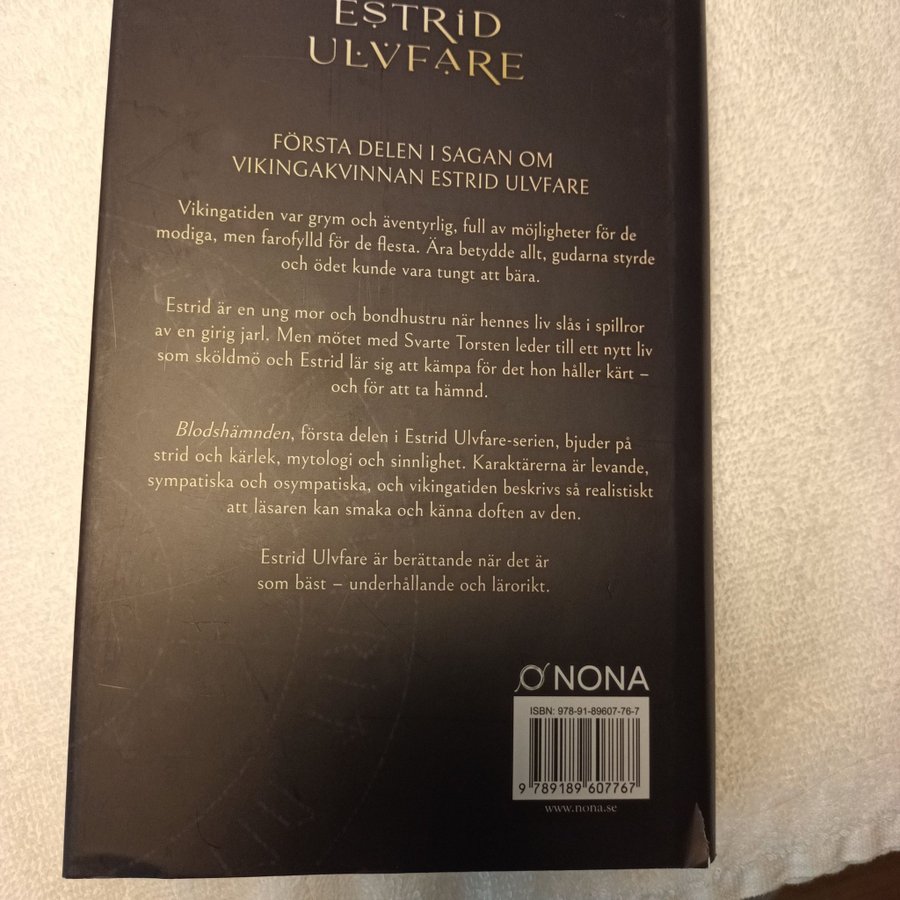 ESTRID
ULVFARE
FÖRSTA DELEN I SAGAN OM
VIKINGAKVINNAN ESTRID ULVFARE
Vikingatiden var grym och äventyrlig, full av möjligheter för de
modiga, men farofylld för de flesta. Ära betydde allt, gudarna styrde
och ödet kunde vara tungt att bära.
Estrid är en ung mor och bondhustru när hennes liv slås i spillror
av en girig jarl. Men mötet med Svarte Torsten leder till ett nytt liv
som sköldmö och Estrid lär sig att kämpa för det hon håller kärt –
och för att ta hämnd.
Blodshämnden, första delen i Estrid Ulvfare-serien, bjuder på
strid och kärlek, mytologi och sinnlighet. Karaktärerna är levande,
sympatiska och osympatiska, och vikingatiden beskrivs så realistiskt
att läsaren kan smaka och känna doften av den.
Estrid Ulvfare är berättande när det är
som bäst – underhållande och lärorikt.
NONA
ISBN: 978-91-89607-76-7
9 789189 607767
www.nona.se